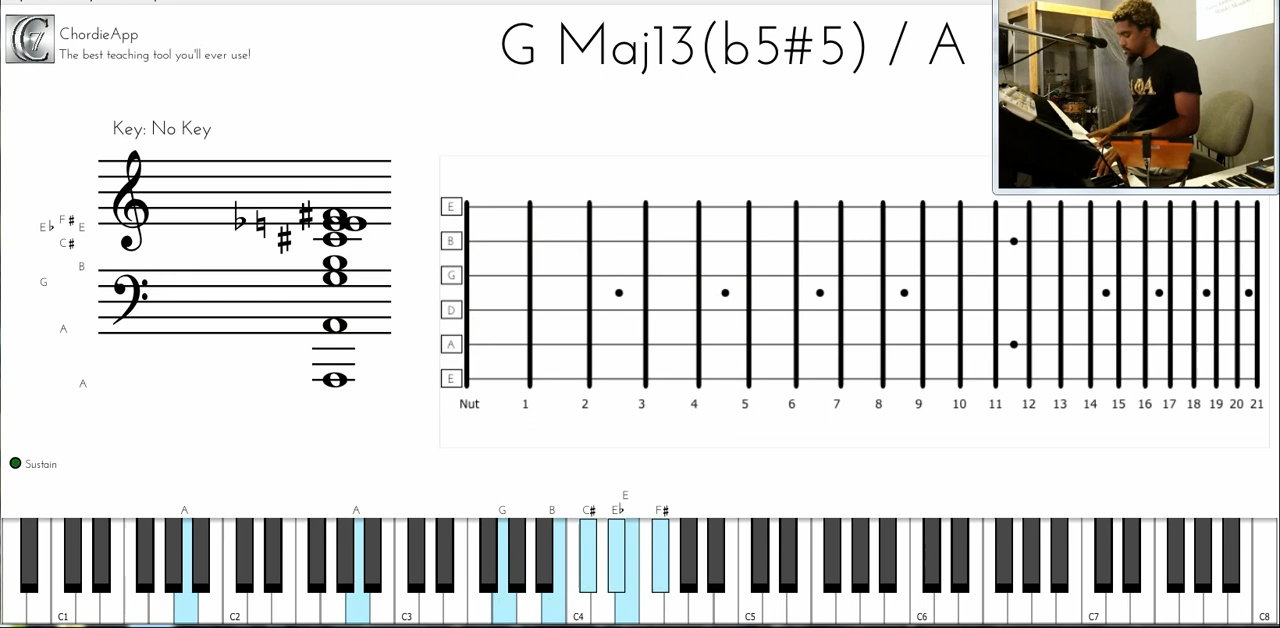 ChordieApp
The best teaching tool you'll ever use!
G Maj13(b5#5) / A
Key: No Key
E♭ F# E
C#
B
G
A
A
E
B
G
D
A
E
Nut 1 2 3 4 5 6 7 8 9 10 11 12 13 14 15 16 17 18 19 20 21
Sustain
E
A A G B C# E♭ F#
C1 C2 C3 C4 C5 C6 C7 C8